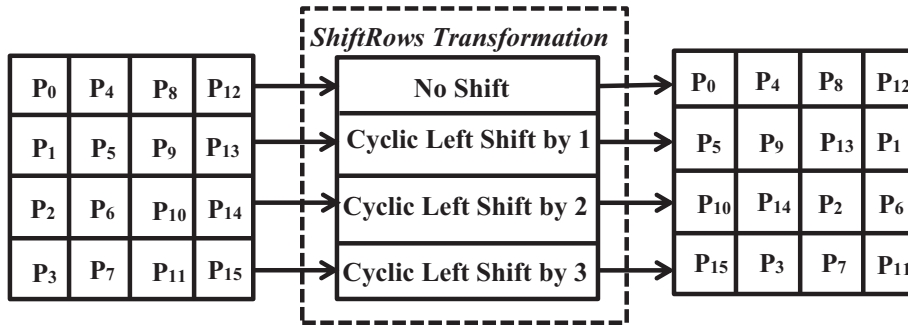 ShiftRows Transformation
P₀ P₄ P₈ P₁₂ No Shift P₀ P₄ P₈ P₁₂
P₁ P₅ P₉ P₁₃ Cyclic Left Shift by 1 P₅ P₉ P₁₃ P₁
P₂ P₆ P₁₀ P₁₄ Cyclic Left Shift by 2 P₁₀ P₁₄ P₂ P₆
P₃ P₇ P₁₁ P₁₅ Cyclic Left Shift by 3 P₁₅ P₃ P₇ P₁₁